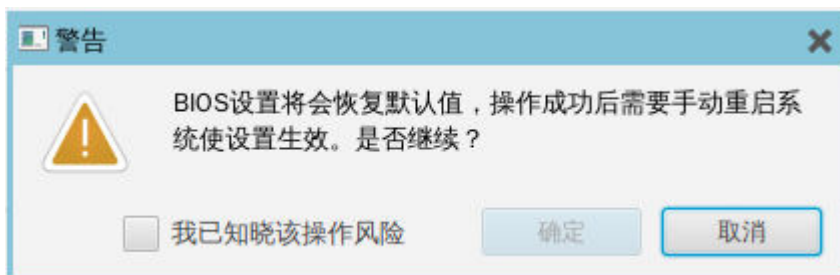 警告
BIOS设置将会恢复默认值，操作成功后需要手动重启系
统使设置生效。是否继续？
我已知晓该操作风险
确定
取消